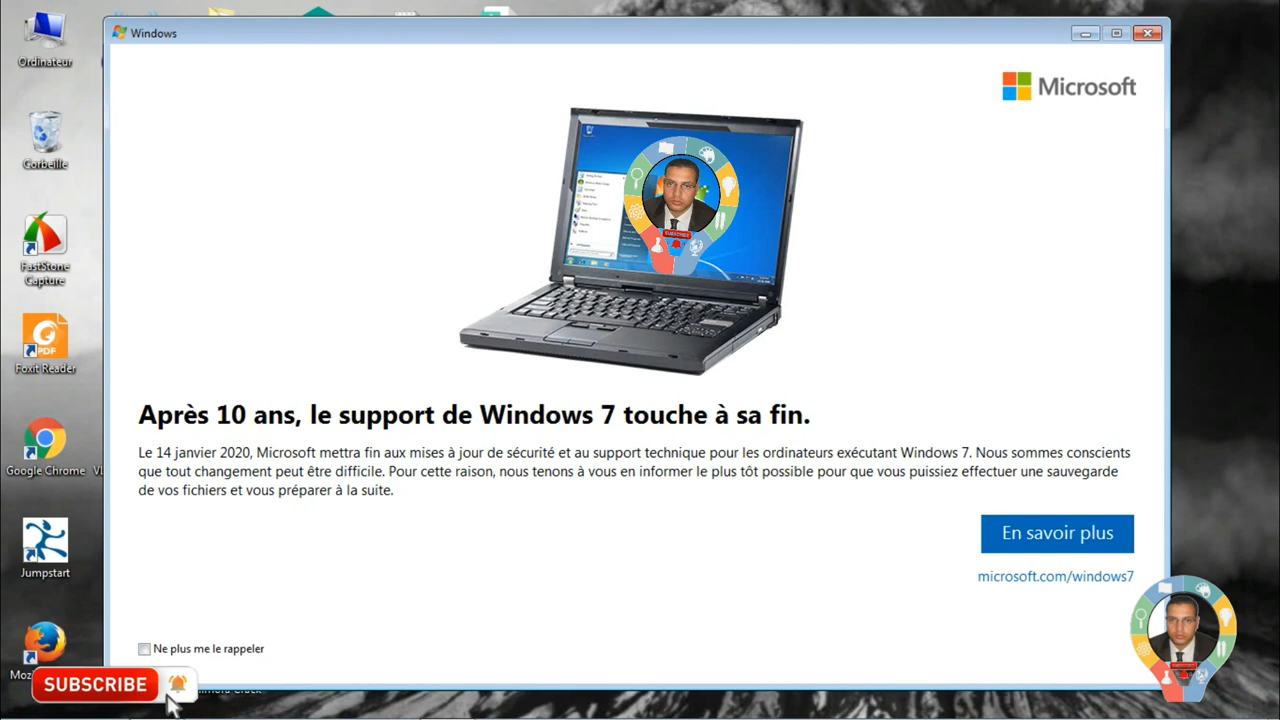 Windows
Ordinateur
Microsoft
Corbeille
FastStone
Capture
PDF
Foxit Reader
Après 10 ans, le support de Windows 7 touche à sa fin.
Le 14 janvier 2020, Microsoft mettra fin aux mises à jour de sécurité et au support technique pour les ordinateurs exécutant Windows 7. Nous sommes conscients
que tout changement peut être difficile. Pour cette raison, nous tenons à vous en informer le plus tôt possible pour que vous puissiez effectuer une sauvegarde
de vos fichiers et vous préparer à la suite.
Google Chrome
En savoir plus
microsoft.com/windows7
Jumpstart
Ne plus me le rappeler
SUBSCRIBE